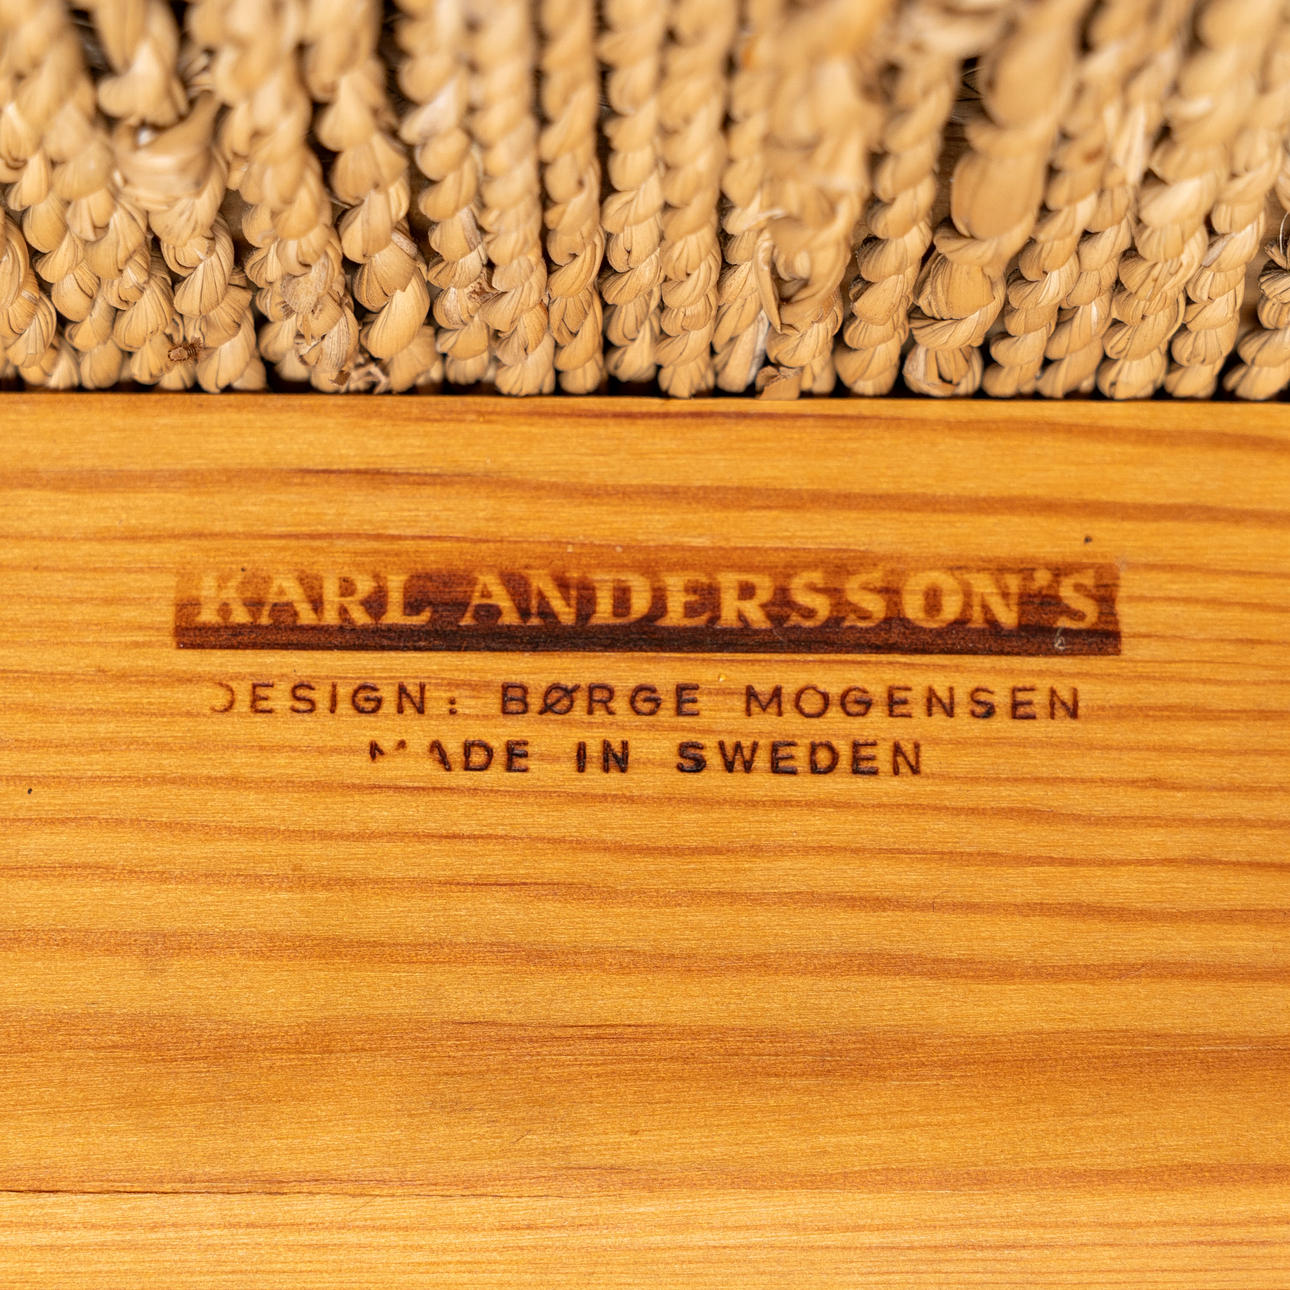 KARL ANDERSSON'S
DESIGN: BØRGE MOGENSEN
MADE IN SWEDEN